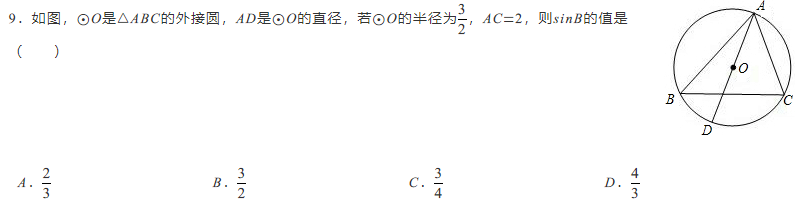 9．如图，⊙O是△ABC的外接圆，AD是⊙O的直径，若⊙O的半径为3/2，AC=2，则sinB的值是
（　　）
A
O
B
C
D
A．2/3 B．3/2 C．3/4 D．4/3